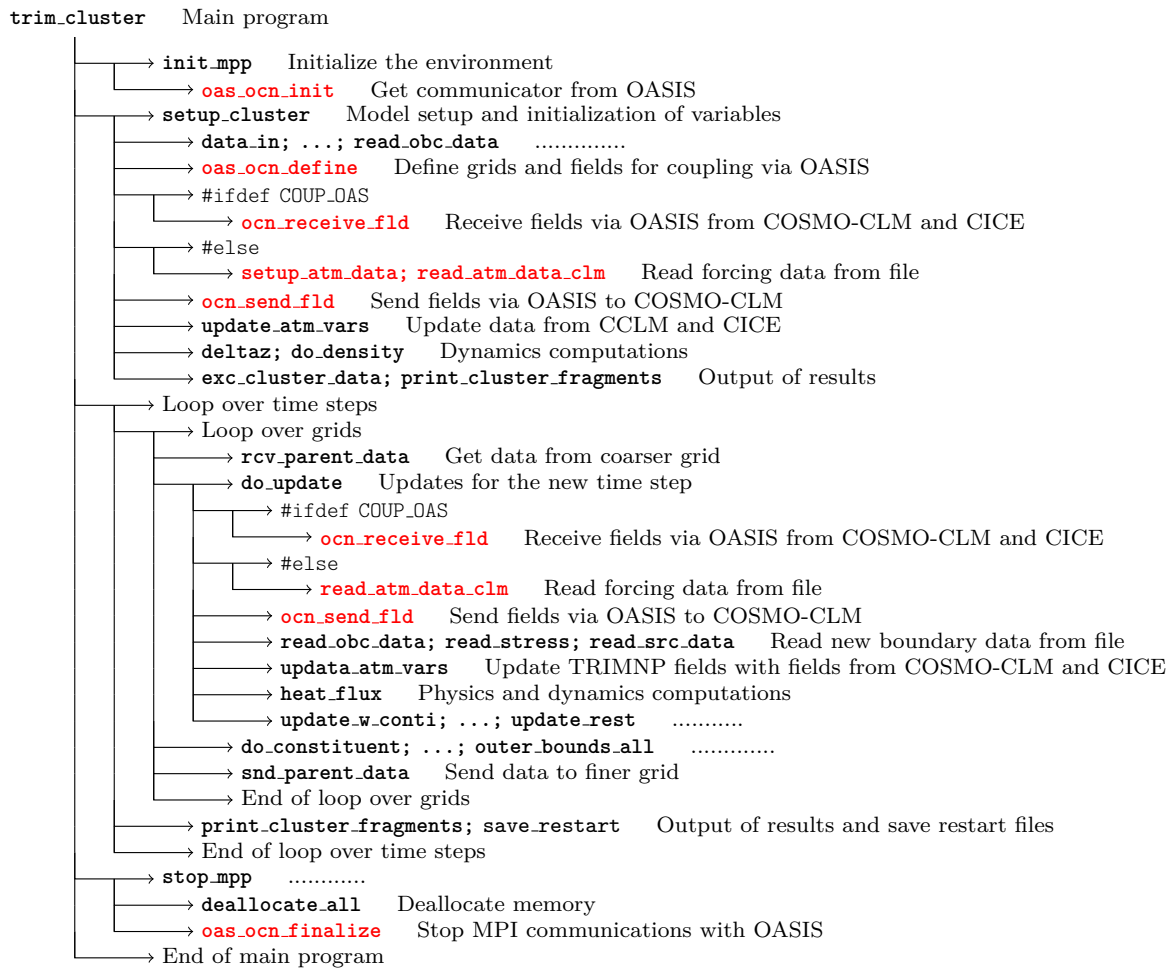 trim_cluster Main program
init_mpp Initialize the environment
oas_ocn_init Get communicator from OASIS
setup_cluster Model setup and initialization of variables
data_in; ...; read_obc_data ..............
oas_ocn_define Define grids and fields for coupling via OASIS
#ifdef COUP_OAS
ocn_receive_fld Receive fields via OASIS from COSMO-CLM and CICE
#else
setup_atm_data; read_atm_data_clm Read forcing data from file
ocn_send_fld Send fields via OASIS to COSMO-CLM
update_atm_vars Update data from CCLM and CICE
deltaz; do_density Dynamics computations
exc_cluster_data; print_cluster_fragments Output of results
Loop over time steps
Loop over grids
rcv_parent_data Get data from coarser grid
do_update Updates for the new time step
#ifdef COUP_OAS
ocn_receive_fld Receive fields via OASIS from COSMO-CLM and CICE
#else
read_atm_data_clm Read forcing data from file
ocn_send_fld Send fields via OASIS to COSMO-CLM
read_obc_data; read_stress; read_src_data Read new boundary data from file
updata_atm_vars Update TRIMNP fields with fields from COSMO-CLM and CICE
heat_flux Physics and dynamics computations
update_w_conti; ...; update_rest ...........
do_constituent; ...; outer_bounds_all .............
snd_parent_data Send data to finer grid
End of loop over grids
print_cluster_fragments; save_restart Output of results and save restart files
End of loop over time steps
stop_mpp ............
deallocate_all Deallocate memory
oas_ocn_finalize Stop MPI communications with OASIS
End of main program